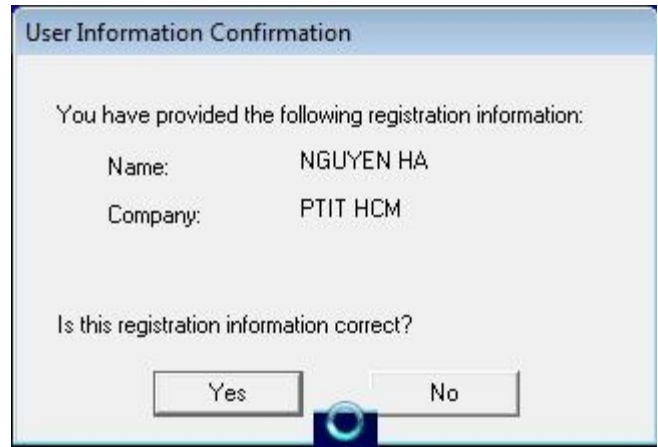 User Information Confirmation
You have provided the following registration information:
Name: NGUYEN HA
Company: PTIT HCM
Is this registration information correct?
Yes No